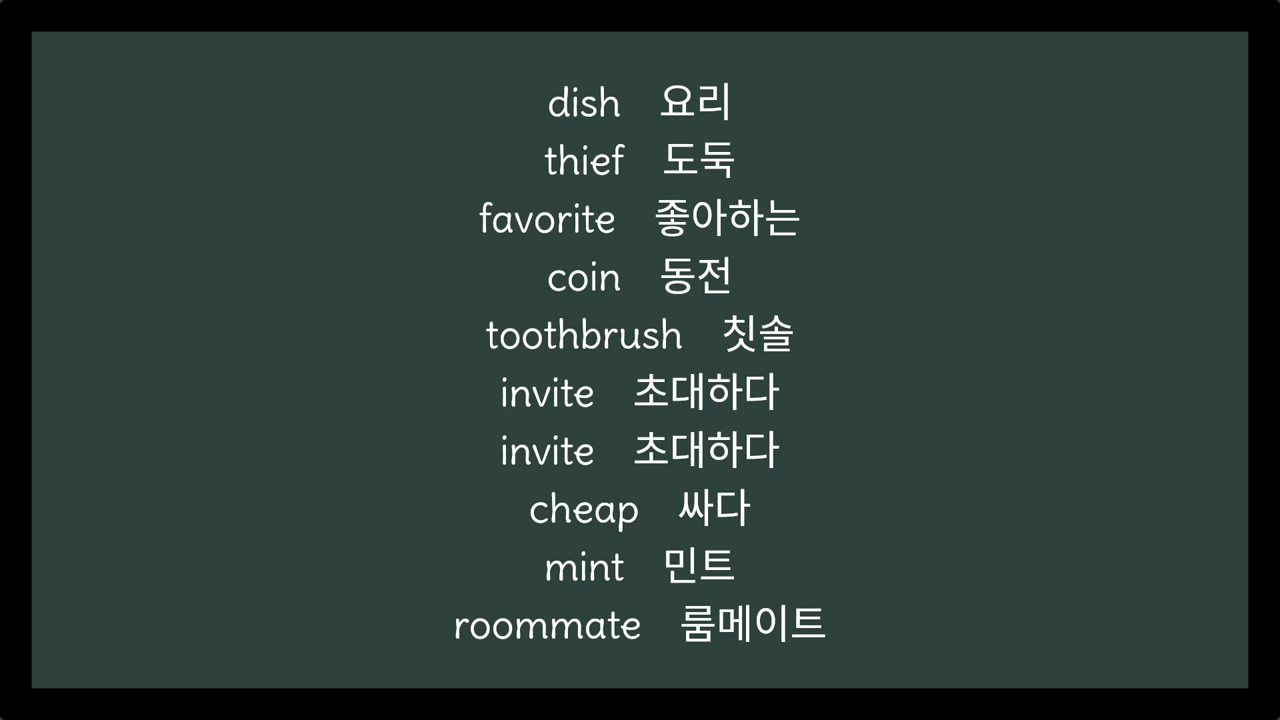 dish 요리
thief 도둑
favorite 좋아하는
coin 동전
toothbrush 칫솔
invite 초대하다
invite 초대하다
cheap 싸다
mint 민트
roommate 룸메이트